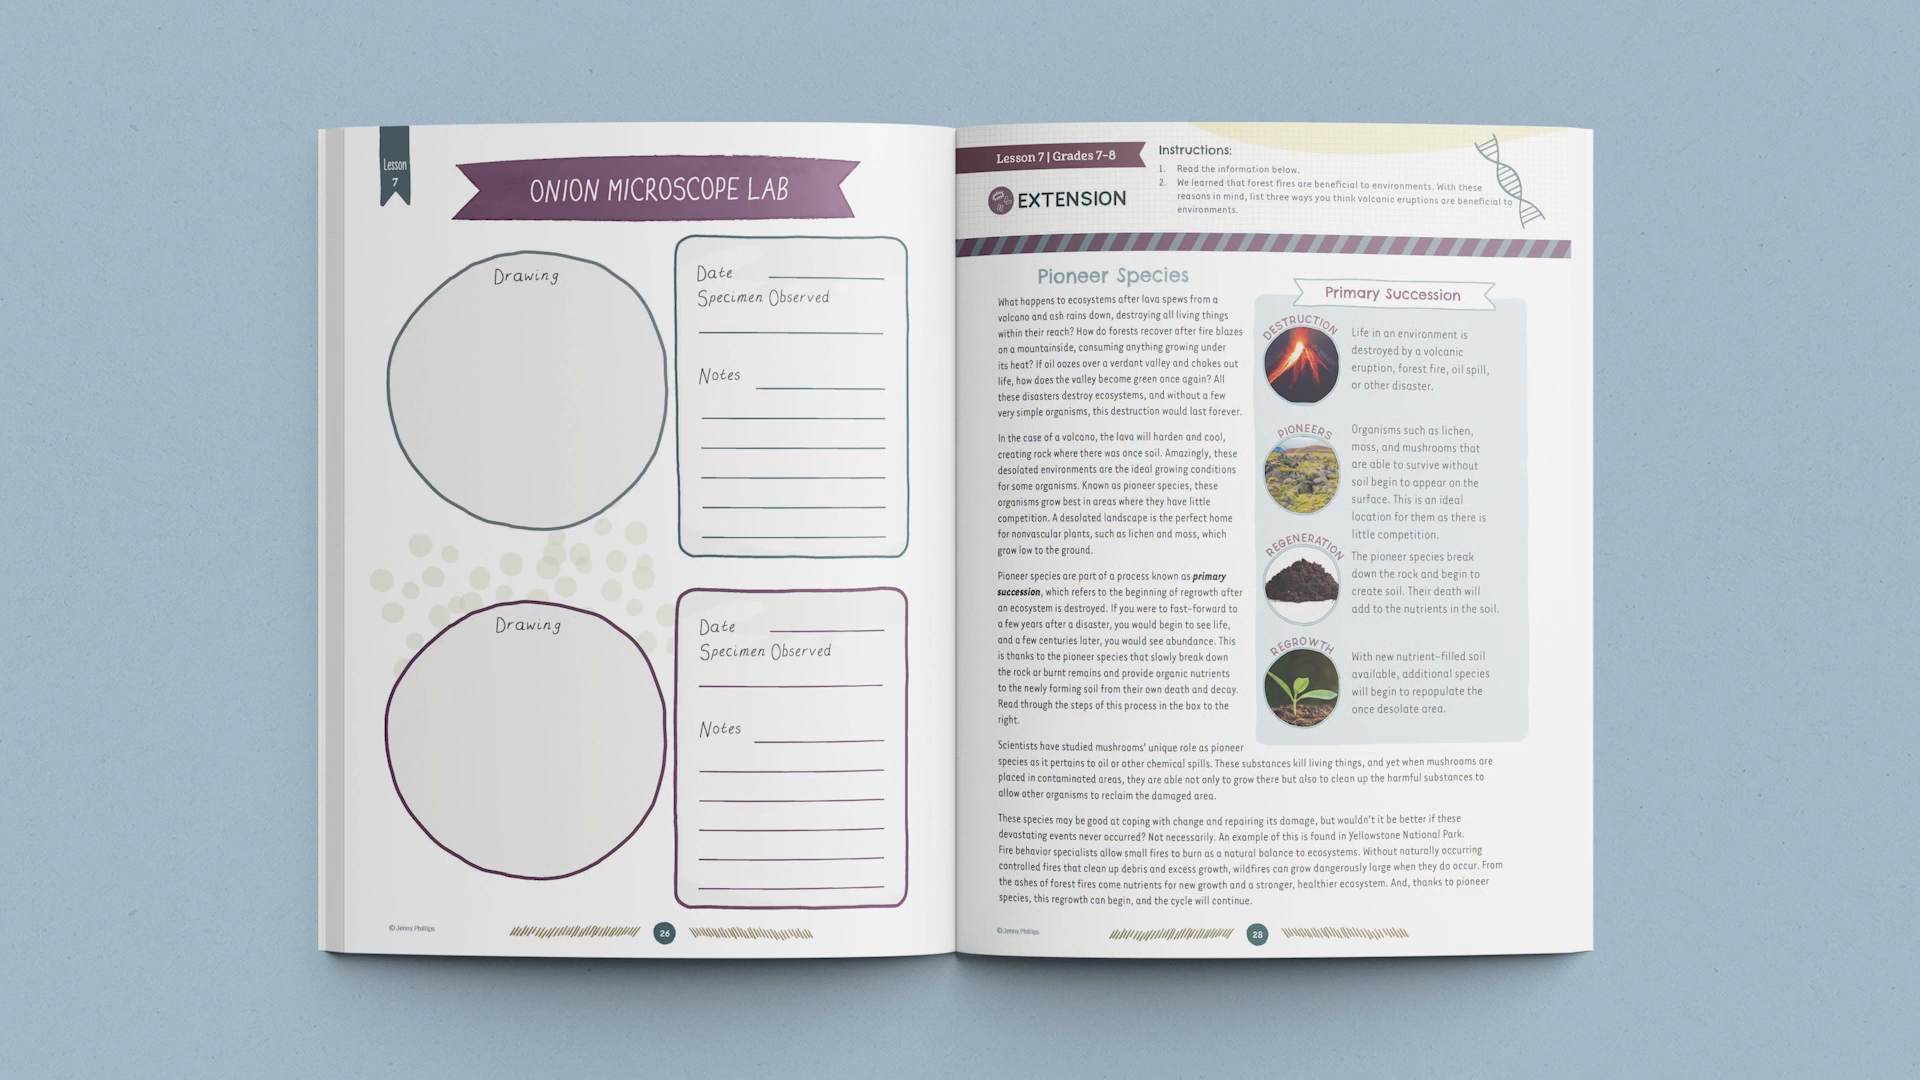 Lesson
7
ONION MICROSCOPE LAB
Drawing
Date
Specimen Observed
Notes
Drawing
Date
Specimen Observed
Notes
© Jenny Phillips
26
Lesson 7 | Grades 7-8
EXTENSION
Instructions:
1. Read the information below.
2. We learned that forest fires are beneficial to environments. With these
reasons in mind, list three ways you think volcanic eruptions are beneficial to
environments.
Pioneer Species
What happens to ecosystems after lava spews from a
volcano and ash rains down, destroying all living things
within their reach? How do forests recover after fire blazes
on a mountainside, consuming anything growing under
its heat? If oil oozes over a verdant valley and chokes out
life, how does the valley become green once again? All
these disasters destroy ecosystems, and without a few
very simple organisms, this destruction would last forever.
In the case of a volcano, the lava will harden and cool,
creating rock where there was once soil. Amazingly, these
desolated environments are the ideal growing conditions
for some organisms. Known as pioneer species, these
organisms grow best in areas where they have little
competition. A desolated landscape is the perfect home
for nonvascular plants, such as lichen and moss, which
grow low to the ground.
Pioneer species are part of a process known as primary
succession, which refers to the beginning of regrowth after
an ecosystem is destroyed. If you were to fast-forward to
a few years after a disaster, you would begin to see life,
and a few centuries later, you would see abundance. This
is thanks to the pioneer species that slowly break down
the rock or burnt remains and provide organic nutrients
to the newly forming soil from their own death and decay.
Read through the steps of this process in the box to the
right.
Primary Succession
DESTRUCTION
Life in an environment is
destroyed by a volcanic
eruption, forest fire, oil spill,
or other disaster.
PIONEERS
Organisms such as lichen,
moss, and mushrooms that
are able to survive without
soil begin to appear on the
surface. This is an ideal
location for them as there is
little competition.
REGENERATION
The pioneer species break
down the rock and begin to
create soil. Their death will
add to the nutrients in the soil.
REGROWTH
With new nutrient-filled soil
available, additional species
will begin to repopulate the
once desolate area.
Scientists have studied mushrooms' unique role as pioneer
species as it pertains to oil or other chemical spills. These substances kill living things, and yet when mushrooms are
placed in contaminated areas, they are able not only to grow there but also to clean up the harmful substances to
allow other organisms to reclaim the damaged area.
These species may be good at coping with change and repairing its damage, but wouldn't it be better if these
devastating events never occurred? Not necessarily. An example of this is found in Yellowstone National Park.
Fire behavior specialists allow small fires to burn as a natural balance to ecosystems. Without naturally occurring
controlled fires that clean up debris and excess growth, wildfires can grow dangerously large when they do occur. From
the ashes of forest fires come nutrients for new growth and a stronger, healthier ecosystem. And, thanks to pioneer
species, this regrowth can begin, and the cycle will continue.
© Jenny Phillips
28